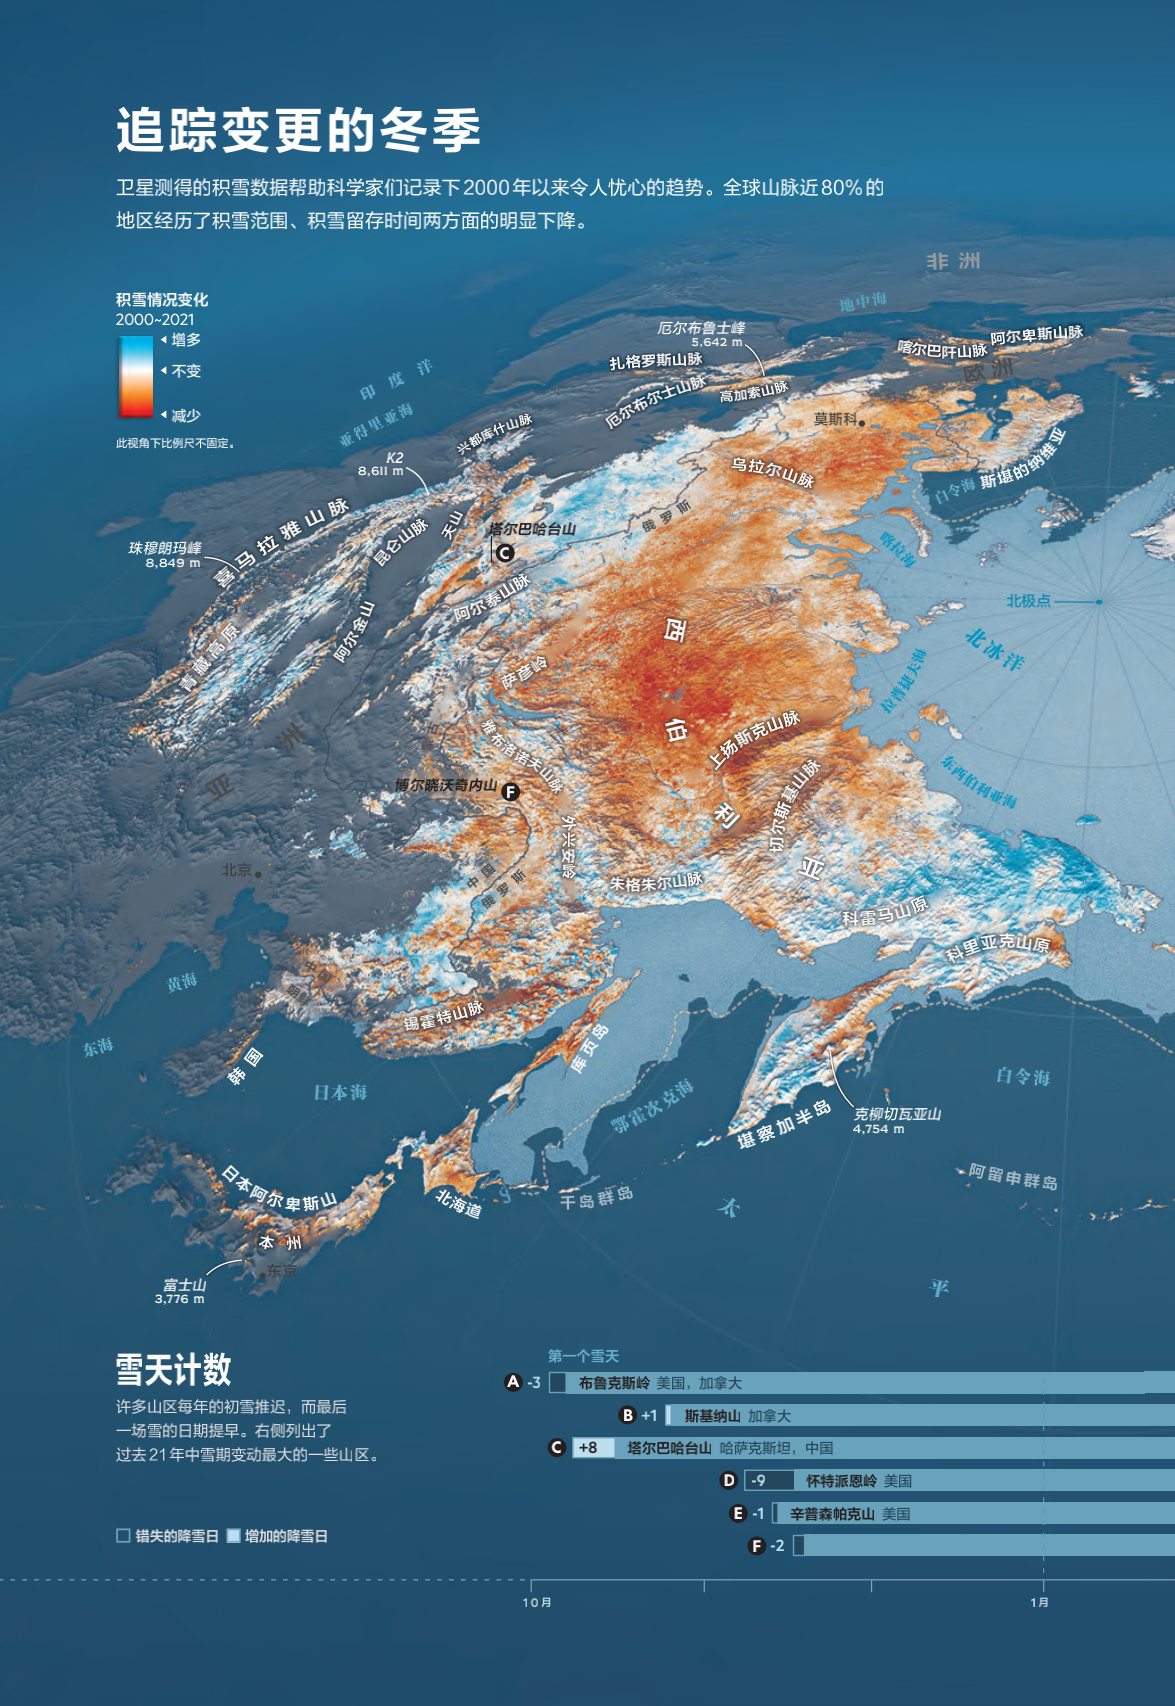 追踪变更的冬季
卫星测得的积雪数据帮助科学家们记录下2000年以来令人忧心的趋势。全球山脉近80%的
地区经历了积雪范围、积雪留存时间两方面的明显下降。
积雪情况变化
2000~2021
增多
不变
减少
此视角下比例尺不固定。
非洲
地中海
厄尔布鲁士峰
5,642 m
扎格罗斯山脉
喀尔巴阡山脉
阿尔卑斯山脉
欧洲
厄尔布尔士山脉
高加索山脉
印度洋
亚得里亚海
兴都库什山脉
莫斯科
K2
8,611 m
乌拉尔山脉
白令海
斯堪的纳维亚
俄罗斯
喜马拉雅山脉
昆仑山脉
天山
塔尔巴哈台山
C
喀拉海
珠穆朗玛峰
8,849 m
阿尔泰山脉
北极点
青藏高原
阿尔金山
萨彦岭
西伯利亚
北冰洋
拉普捷夫海
亚洲
雅布洛诺夫山脉
上扬斯克山脉
东西伯利亚海
博尔晓沃奇内山
F
切尔斯基山脉
外兴安岭
北京
中国
俄罗斯
朱格朱尔山脉
科雷马山原
科里亚克山原
黄海
中国
锡霍特山脉
东海
韩国
库页岛
日本海
鄂霍次克海
白令海
堪察加半岛
克柳切瓦亚山
4,754 m
日本阿尔卑斯山
北海道
千岛群岛
阿留申群岛
太
平
本州
东京
富士山
3,776 m
雪天计数
许多山区每年的初雪推迟，而最后
一场雪的日期提早。右侧列出了
过去21年中雪期变动最大的一些山区。
错失的降雪日 增加的降雪日
第一个雪天
A -3 布鲁克斯岭 美国，加拿大
B +1 斯基纳山 加拿大
C +8 塔尔巴哈台山 哈萨克斯坦，中国
D -9 怀特派恩岭 美国
E -1 辛普森帕克山 美国
F -2
10月 1月